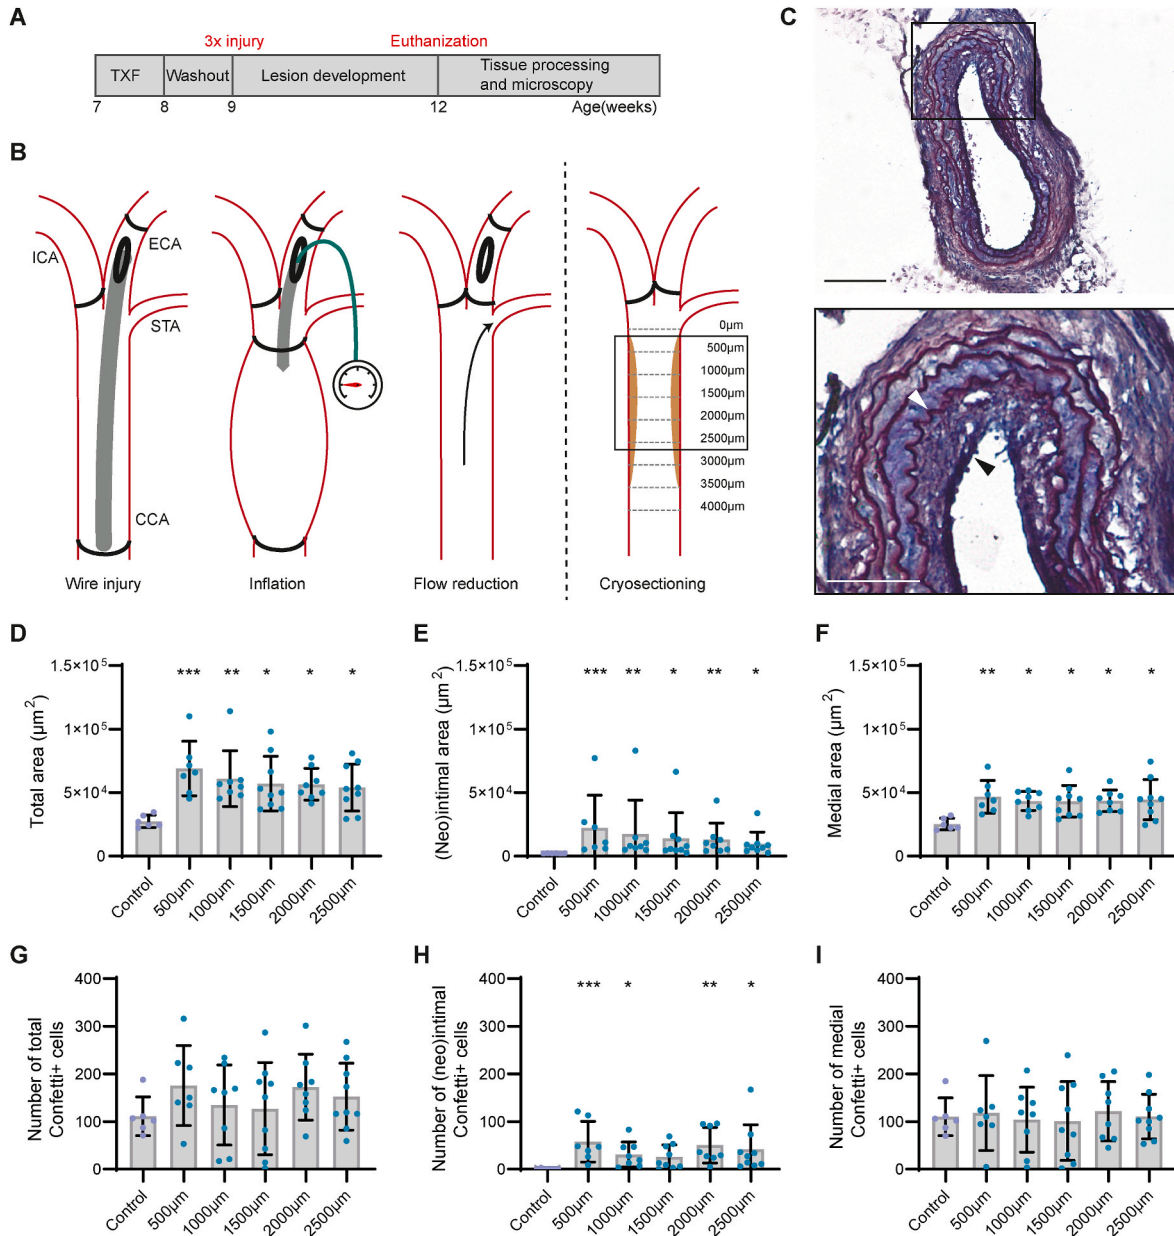 A
3x injury
Euthanization
TXF
Washout
Lesion development
Tissue processing
and microscopy
7
8
9
12
Age(weeks)
B
ICA
ECA
STA
CCA
0µm
500µm
1000µm
1500µm
2000µm
2500µm
3000µm
3500µm
4000µm
Wire injury
Inflation
Flow reduction
Cryosectioning
C
D
Total area (µm²)
1.5×10⁵
1×10⁵
5×10⁴
0
***
**
*
*
*
Control
500µm
1000µm
1500µm
2000µm
2500µm
E
(Neo)intimal area (µm²)
1.5×10⁵
1×10⁵
5×10⁴
0
***
**
*
**
*
Control
500µm
1000µm
1500µm
2000µm
2500µm
F
Medial area (µm²)
1.5×10⁵
1×10⁵
5×10⁴
0
**
*
*
*
*
Control
500µm
1000µm
1500µm
2000µm
2500µm
G
Number of total
Confetti+ cells
400
300
200
100
0
Control
500µm
1000µm
1500µm
2000µm
2500µm
H
Number of (neo)intimal
Confetti+ cells
400
300
200
100
0
***
*
**
*
Control
500µm
1000µm
1500µm
2000µm
2500µm
I
Number of medial
Confetti+ cells
400
300
200
100
0
Control
500µm
1000µm
1500µm
2000µm
2500µm